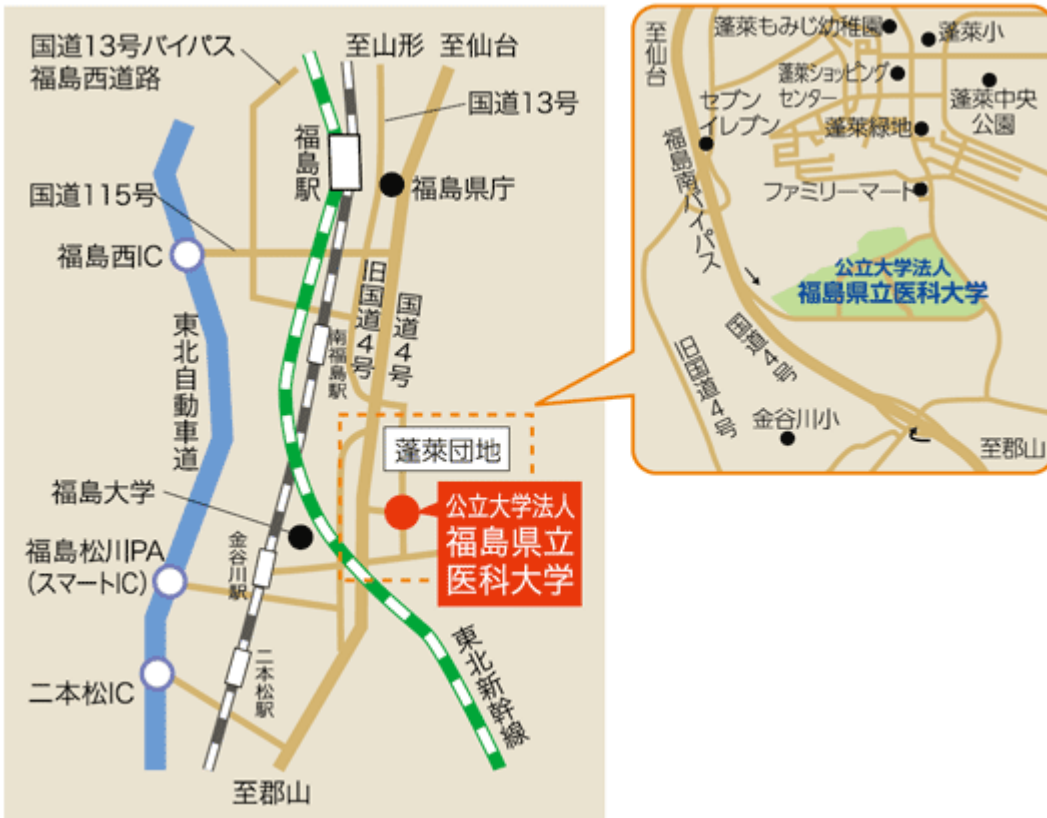 国道13号バイパス
福島西道路
至山形
至仙台
国道13号
福島駅
福島県庁
国道115号
福島西IC
旧国道4号
国道4号
南福島駅
東北自動車道
蓬萊団地
福島大学
公立大学法人
福島県立
医科大学
金谷川駅
福島松川PA
(スマートIC)
二本松駅
二本松IC
東北新幹線
至郡山
至仙台
蓬萊もみじ幼稚園
蓬萊小
蓬萊ショッピング
センター
蓬萊中央
公園
セブン
イレブン
蓬萊緑地
福島南バイパス
ファミリーマート
公立大学法人
福島県立医科大学
国道4号
旧国道4号
金谷川小
至郡山